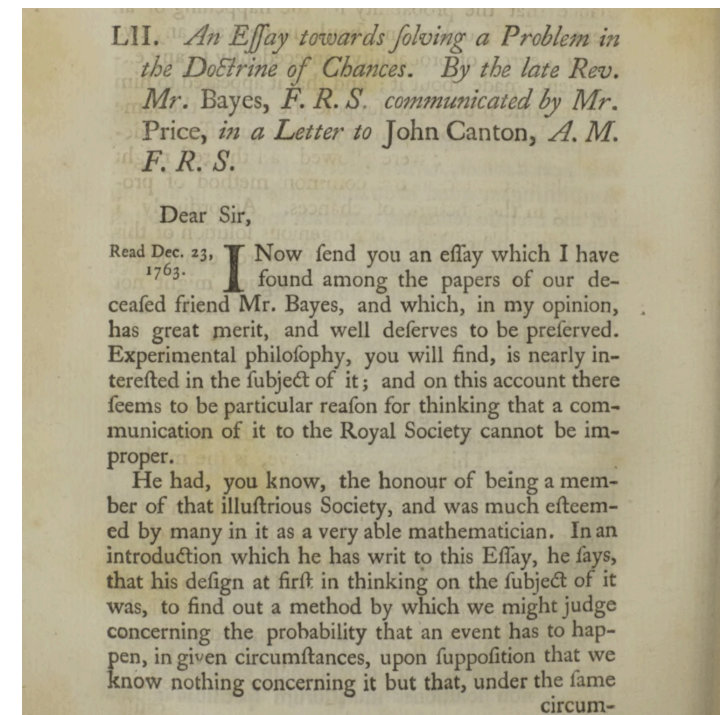 LII. An Eſſay towards ſolving a Problem in
the Doctrine of Chances. By the late Rev.
Mr. Bayes, F. R. S. communicated by Mr.
Price, in a Letter to John Canton, A. M.
F. R. S.
Dear Sir,
Read Dec. 23,
1763.
I Now ſend you an eſſay which I have
found among the papers of our de-
ceaſed friend Mr. Bayes, and which, in my opinion,
has great merit, and well deſerves to be preſerved.
Experimental philoſophy, you will find, is nearly in-
tereſted in the ſubject of it; and on this account there
ſeems to be particular reaſon for thinking that a com-
munication of it to the Royal Society cannot be im-
proper.
He had, you know, the honour of being a mem-
ber of that illuſtrious Society, and was much eſteem-
ed by many in it as a very able mathematician. In an
introduction which he has writ to this Eſſay, he ſays,
that his deſign at firſt in thinking on the ſubject of it
was, to find out a method by which we might judge
concerning the probability that an event has to hap-
pen, in given circumſtances, upon ſuppoſition that we
know nothing concerning it but that, under the ſame
circum-